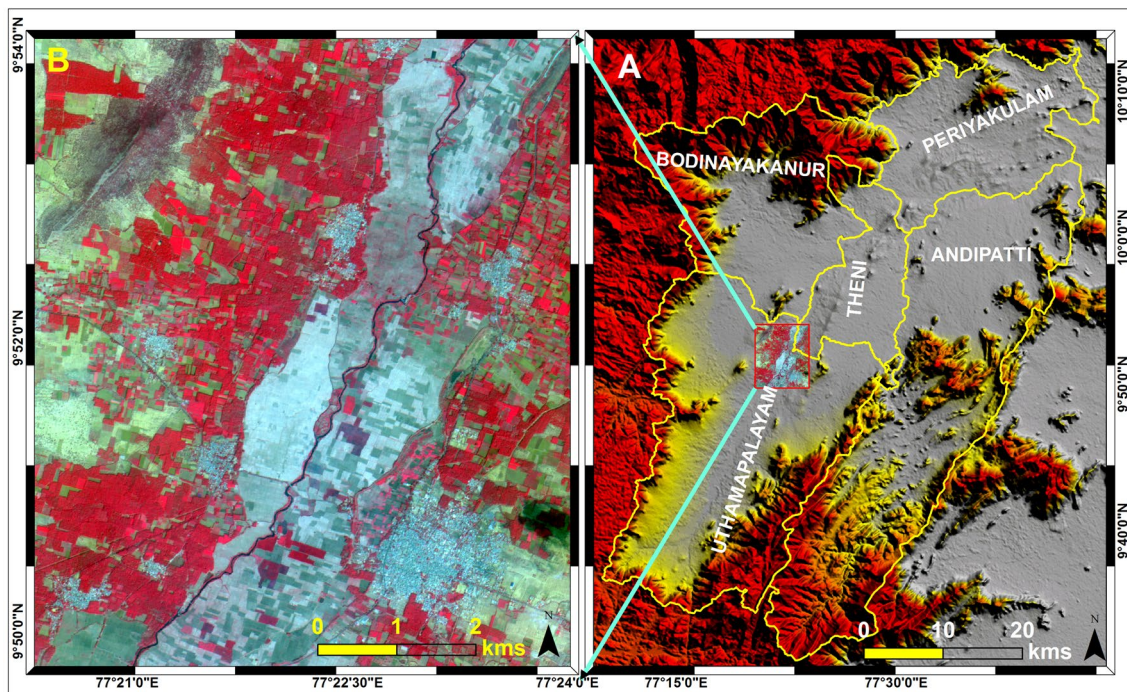 B
9°54'0"N
9°52'0"N
9°50'0"N
0 1 2
kms
N
77°21'0"E
77°22'30"E
77°24'0"E
A
BODINAYAKANUR
PERIYAKULAM
THENI
ANDIPATTI
UTHAMAPALAYAM
10°10'0"N
10°0'0"N
9°50'0"N
9°40'0"N
0 10 20
kms
N
77°15'0"E
77°30'0"E